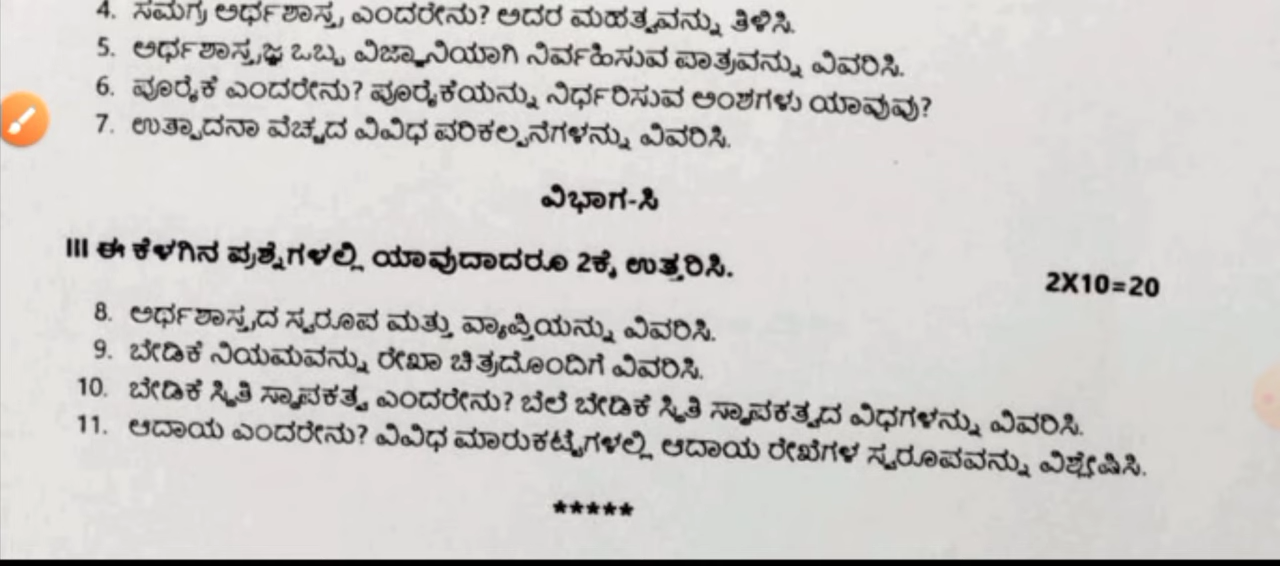 4. ಸಮಗ್ರ ಅರ್ಥಶಾಸ್ತ್ರ ಎಂದರೇನು? ಅದರ ಮಹತ್ವವನ್ನು ತಿಳಿಸಿ.
5. ಅರ್ಥಶಾಸ್ತ್ರಜ್ಞ ಒಬ್ಬ ವಿಜ್ಞಾನಿಯಾಗಿ ನಿರ್ವಹಿಸುವ ಪಾತ್ರವನ್ನು ವಿವರಿಸಿ.
6. ಪೂರೈಕೆ ಎಂದರೇನು? ಪೂರೈಕೆಯನ್ನು ನಿರ್ಧರಿಸುವ ಅಂಶಗಳು ಯಾವುವು?
7. ಉತ್ಪಾದನಾ ವೆಚ್ಚದ ವಿವಿಧ ಪರಿಕಲ್ಪನೆಗಳನ್ನು ವಿವರಿಸಿ.
ವಿಭಾಗ-ಸಿ
III ಈ ಕೆಳಗಿನ ಪ್ರಶ್ನೆಗಳಲ್ಲಿ ಯಾವುದಾದರೂ 2ಕ್ಕೆ ಉತ್ತರಿಸಿ. 2X10=20
8. ಅರ್ಥಶಾಸ್ತ್ರದ ಸ್ವರೂಪ ಮತ್ತು ವ್ಯಾಪ್ತಿಯನ್ನು ವಿವರಿಸಿ.
9. ಬೇಡಿಕೆ ನಿಯಮವನ್ನು ರೇಖಾ ಚಿತ್ರದೊಂದಿಗೆ ವಿವರಿಸಿ.
10. ಬೇಡಿಕೆ ಸ್ಥಿತಿ ಸ್ಥಾಪಕತ್ವ ಎಂದರೇನು? ಬೆಲೆ ಬೇಡಿಕೆ ಸ್ಥಿತಿ ಸ್ಥಾಪಕತ್ವದ ವಿಧಗಳನ್ನು ವಿವರಿಸಿ.
11. ಆದಾಯ ಎಂದರೇನು? ವಿವಿಧ ಮಾರುಕಟ್ಟೆಗಳಲ್ಲಿ ಆದಾಯ ರೇಖೆಗಳ ಸ್ವರೂಪವನ್ನು ವಿಶ್ಲೇಷಿಸಿ.
*****